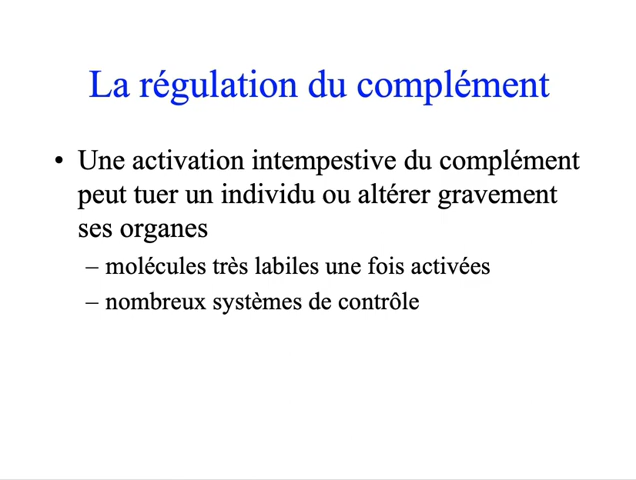 La régulation du complément
• Une activation intempestive du complément
peut tuer un individu ou altérer gravement
ses organes
– molécules très labiles une fois activées
– nombreux systèmes de contrôle